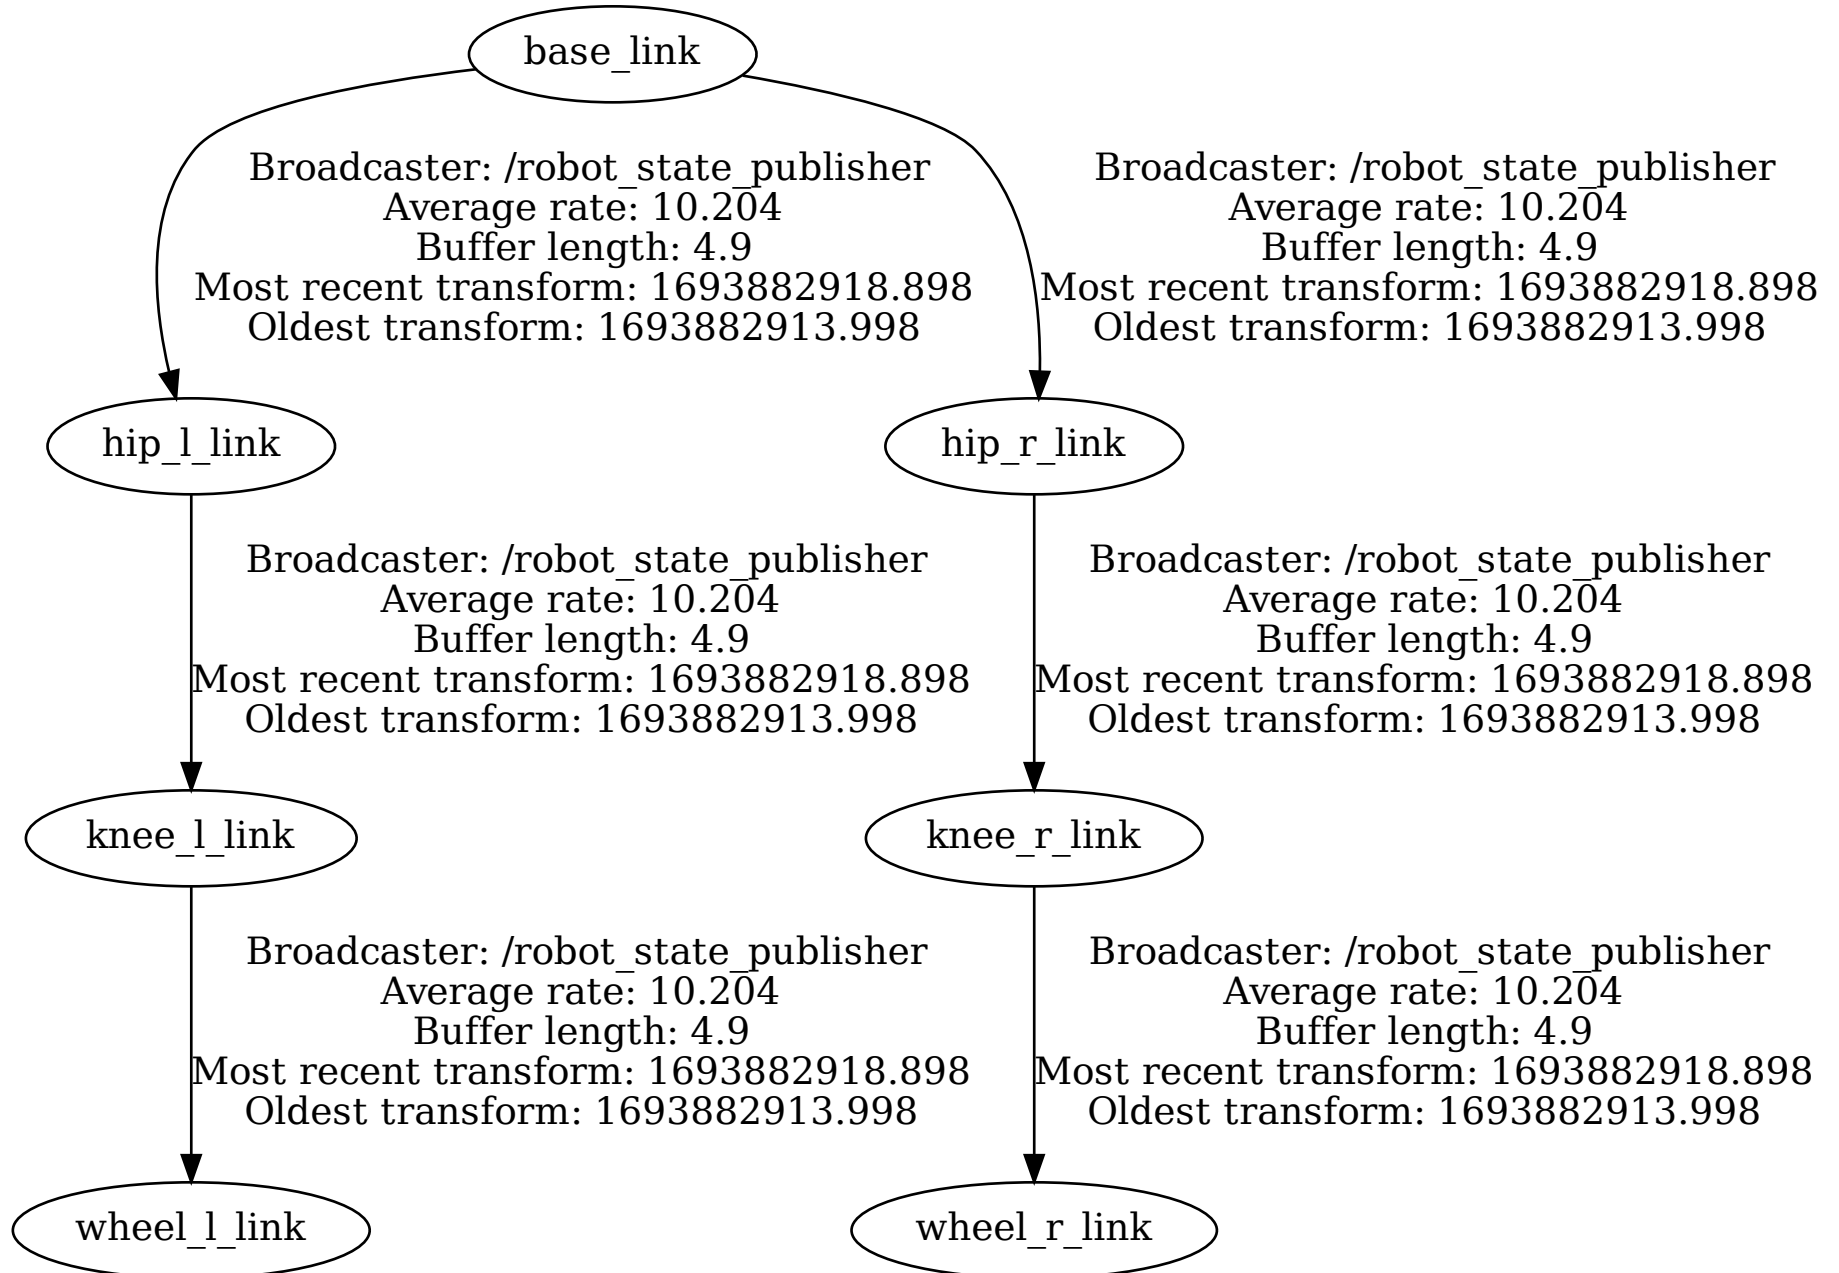 base_link
Broadcaster: /robot_state_publisher
Average rate: 10.204
Buffer length: 4.9
Most recent transform: 1693882918.898
Oldest transform: 1693882913.998
Broadcaster: /robot_state_publisher
Average rate: 10.204
Buffer length: 4.9
Most recent transform: 1693882918.898
Oldest transform: 1693882913.998
hip_l_link
hip_r_link
Broadcaster: /robot_state_publisher
Average rate: 10.204
Buffer length: 4.9
Most recent transform: 1693882918.898
Oldest transform: 1693882913.998
Broadcaster: /robot_state_publisher
Average rate: 10.204
Buffer length: 4.9
Most recent transform: 1693882918.898
Oldest transform: 1693882913.998
knee_l_link
knee_r_link
Broadcaster: /robot_state_publisher
Average rate: 10.204
Buffer length: 4.9
Most recent transform: 1693882918.898
Oldest transform: 1693882913.998
Broadcaster: /robot_state_publisher
Average rate: 10.204
Buffer length: 4.9
Most recent transform: 1693882918.898
Oldest transform: 1693882913.998
wheel_l_link
wheel_r_link